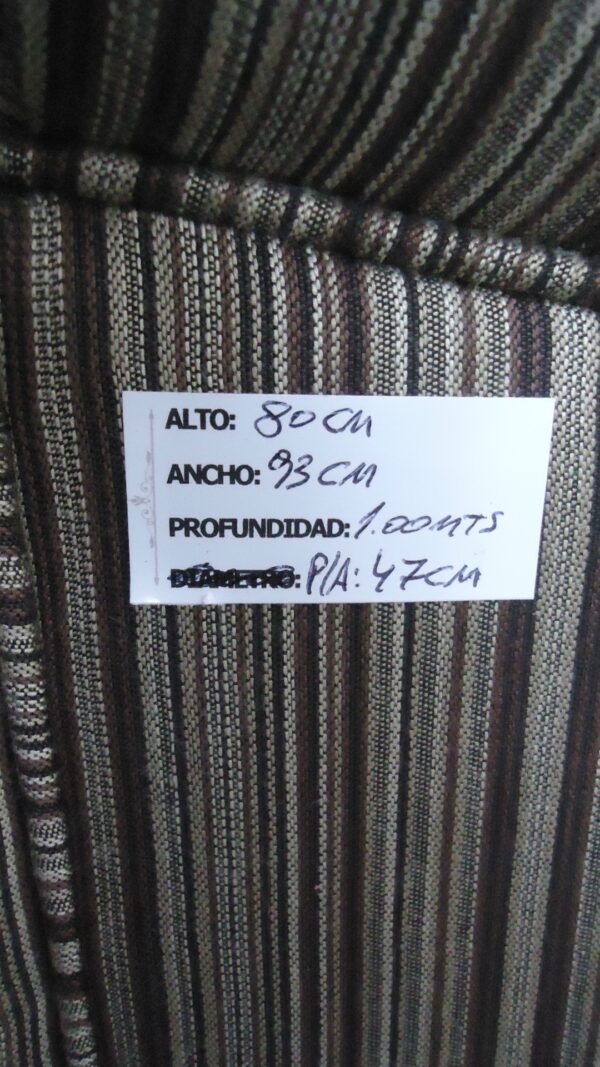 ALTO: 80 CM
ANCHO: 93 CM
PROFUNDIDAD: 1.00 MTS
DIAMETRO: P/A: 47 CM